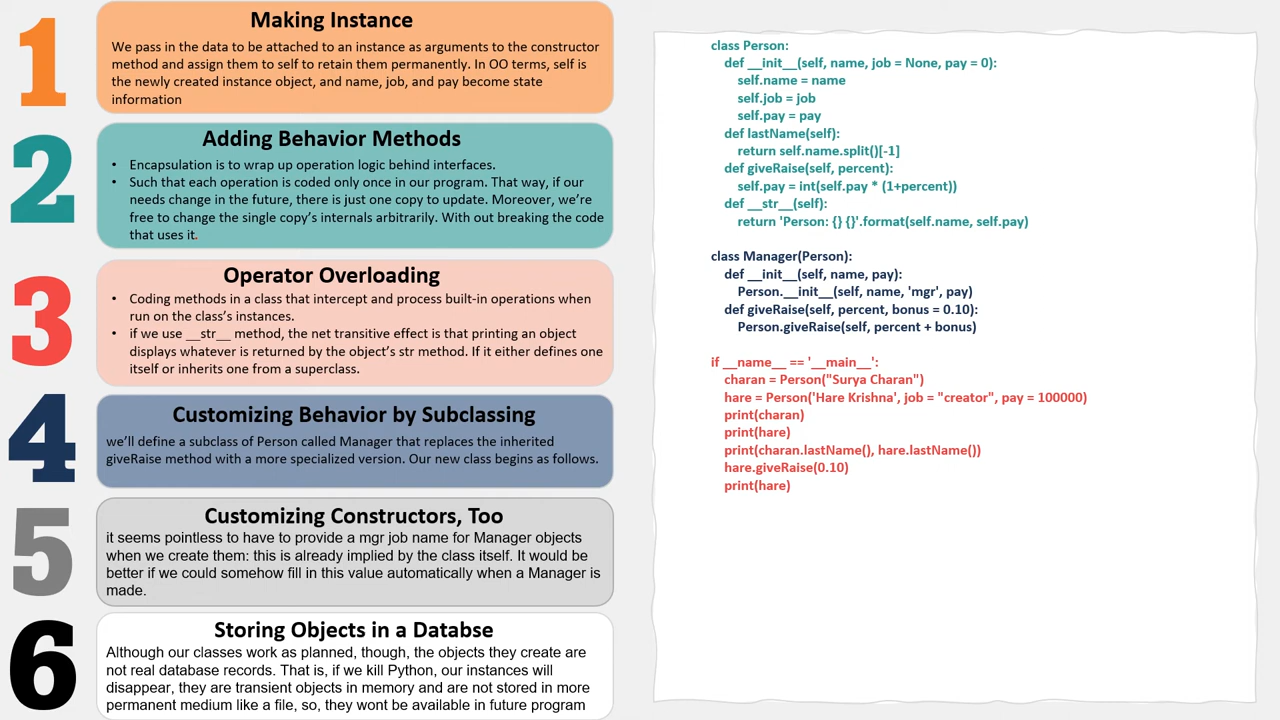 1
Making Instance
We pass in the data to be attached to an instance as arguments to the constructor
method and assign them to self to retain them permanently. In OO terms, self is
the newly created instance object, and name, job, and pay become state
information
2
Adding Behavior Methods
• Encapsulation is to wrap up operation logic behind interfaces.
• Such that each operation is coded only once in our program. That way, if our
needs change in the future, there is just one copy to update. Moreover, we're
free to change the single copy's internals arbitrarily. With out breaking the code
that uses it.
3
Operator Overloading
• Coding methods in a class that intercept and process built-in operations when
run on the class's instances.
• if we use __str__ method, the net transitive effect is that printing an object
displays whatever is returned by the object's str method. If it either defines one
itself or inherits one from a superclass.
4
Customizing Behavior by Subclassing
we'll define a subclass of Person called Manager that replaces the inherited
giveRaise method with a more specialized version. Our new class begins as follows.
5
Customizing Constructors, Too
it seems pointless to have to provide a mgr job name for Manager objects
when we create them: this is already implied by the class itself. It would be
better if we could somehow fill in this value automatically when a Manager is
made.
6
Storing Objects in a Databse
Although our classes work as planned, though, the objects they create are
not real database records. That is, if we kill Python, our instances will
disappear, they are transient objects in memory and are not stored in more
permanent medium like a file, so, they wont be available in future program
class Person:
def __init__(self, name, job = None, pay = 0):
self.name = name
self.job = job
self.pay = pay
def lastName(self):
return self.name.split()[-1]
def giveRaise(self, percent):
self.pay = int(self.pay * (1+percent))
def __str__(self):
return 'Person: {} {}'.format(self.name, self.pay)
class Manager(Person):
def __init__(self, name, pay):
Person.__init__(self, name, 'mgr', pay)
def giveRaise(self, percent, bonus = 0.10):
Person.giveRaise(self, percent + bonus)
if __name__ == '__main__':
charan = Person("Surya Charan")
hare = Person('Hare Krishna', job = "creator", pay = 100000)
print(charan)
print(hare)
print(charan.lastName(), hare.lastName())
hare.giveRaise(0.10)
print(hare)